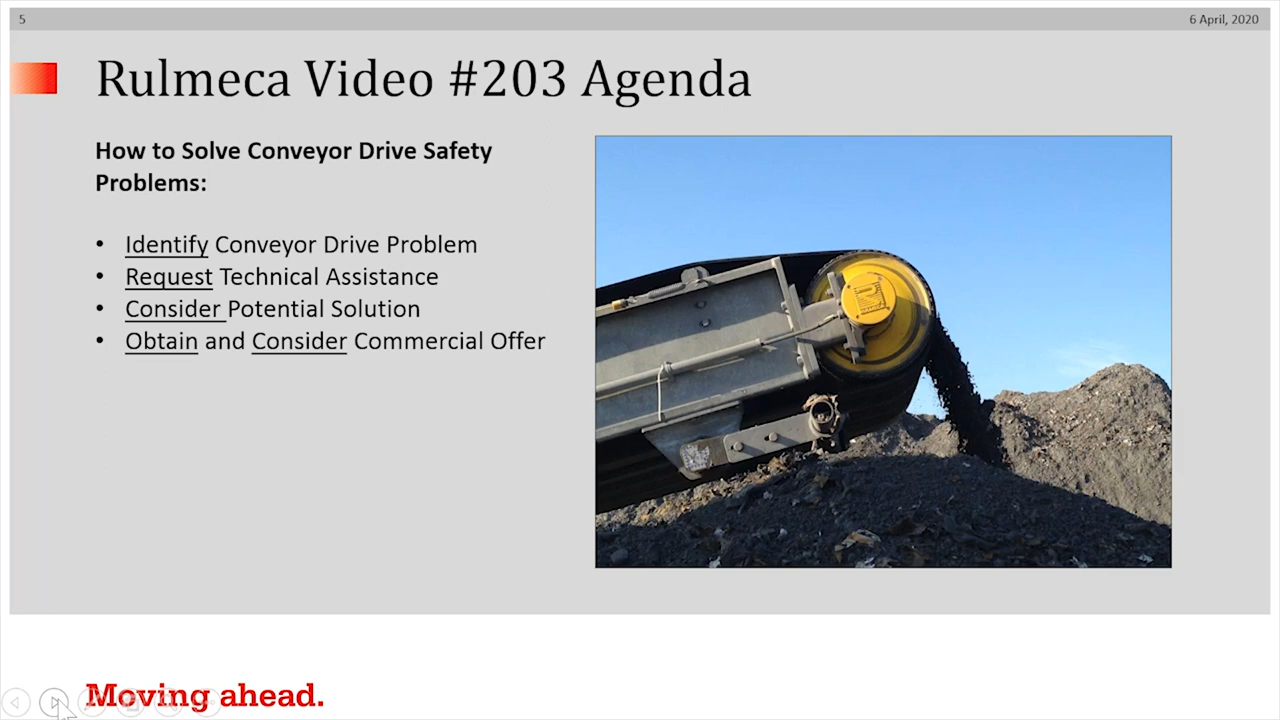 5
6 April, 2020
Rulmeca Video #203 Agenda
How to Solve Conveyor Drive Safety
Problems:
• Identify Conveyor Drive Problem
• Request Technical Assistance
• Consider Potential Solution
• Obtain and Consider Commercial Offer
Moving ahead.